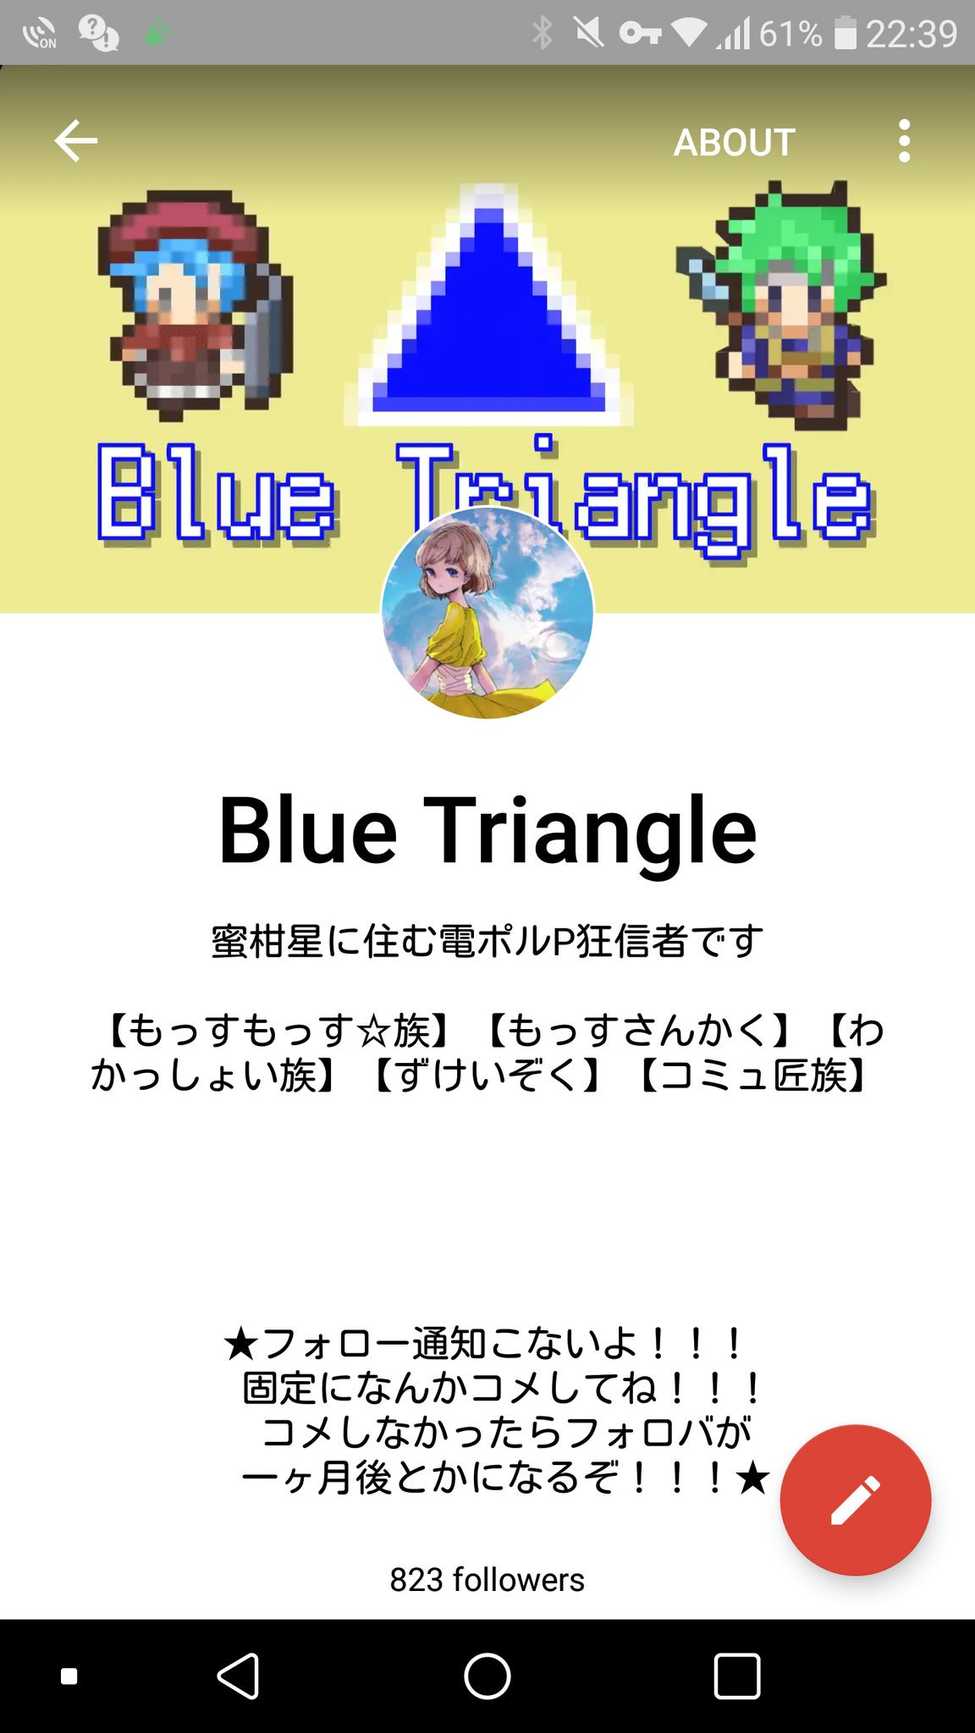 ON
61% 22:39
ABOUT
Blue Triangle
Blue Triangle
蜜柑星に住む電ポルP狂信者です
【もっすもっす☆族】【もっすさんかく】【わ
かっしょい族】【ずけいぞく】【コミュ匠族】
★フォロー通知こないよ！！！
固定になんかコメしてね！！！
コメしなかったらフォロバが
一ヶ月後とかになるぞ！！！★
823 followers